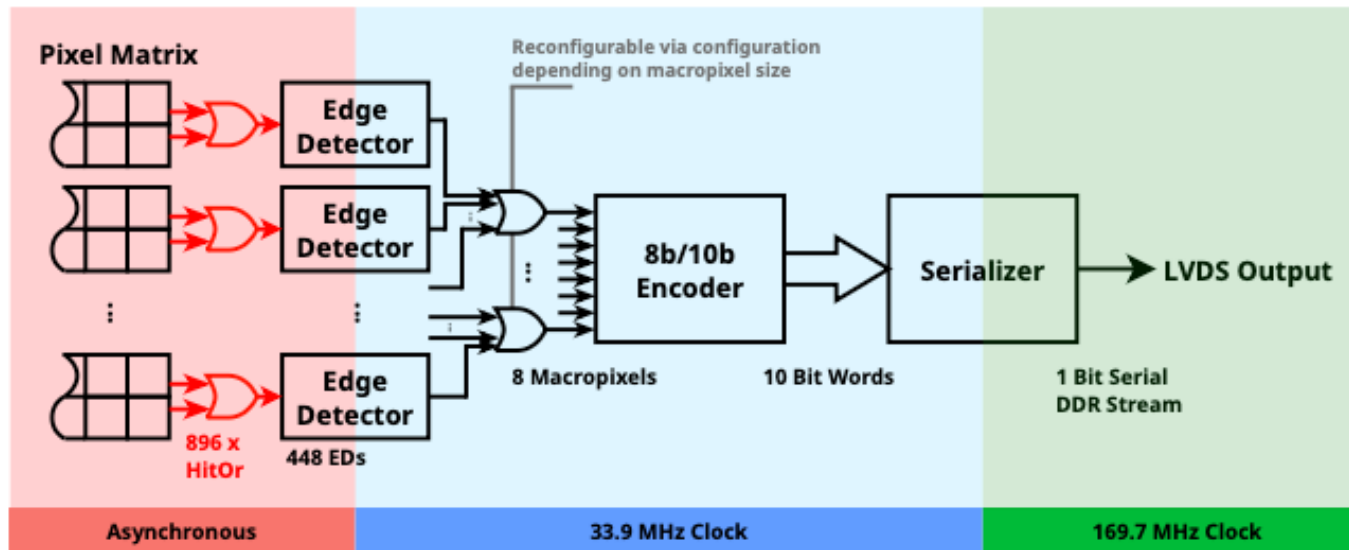 Pixel Matrix
Reconfigurable via configuration
depending on macropixel size
Edge
Detector
Edge
Detector
...
...
Edge
Detector
...
...
...
8b/10b
Encoder
Serializer
LVDS Output
896 x
HitOr
448 EDs
8 Macropixels
10 Bit Words
1 Bit Serial
DDR Stream
Asynchronous
33.9 MHz Clock
169.7 MHz Clock